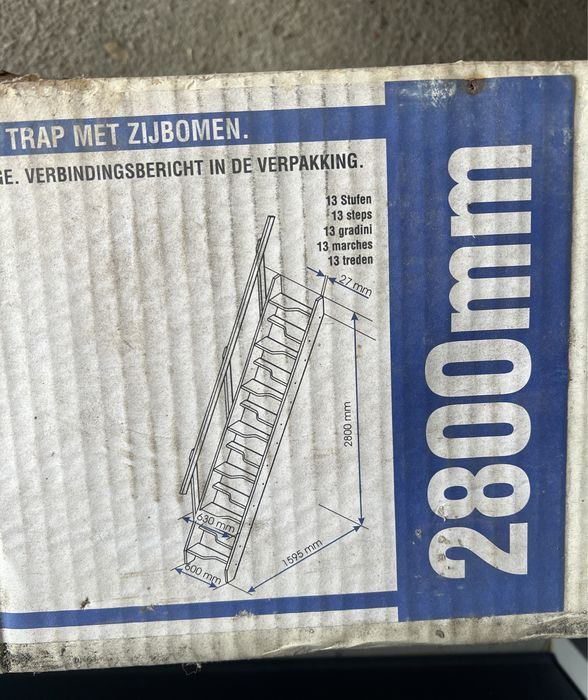 TRAP MET ZIJBOMEN.
VERBINDINGSBERICHT IN DE VERPAKKING.
13 Stufen
13 steps
13 gradini
13 marches
13 treden
27 mm
2800 mm
630 mm
1595 mm
600 mm
2800mm